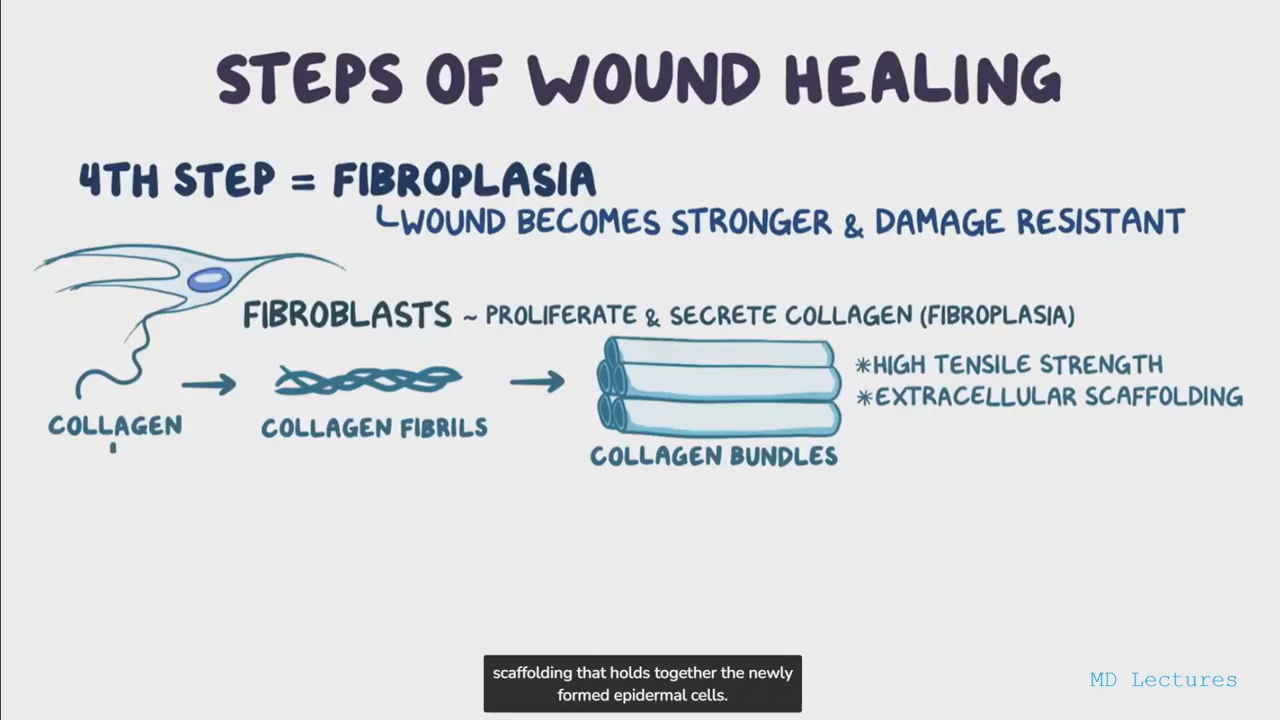 STEPS OF WOUND HEALING
4TH STEP = FIBROPLASIA
WOUND BECOMES STRONGER & DAMAGE RESISTANT
FIBROBLASTS ~ PROLIFERATE & SECRETE COLLAGEN (FIBROPLASIA)
*HIGH TENSILE STRENGTH
*EXTRACELLULAR SCAFFOLDING
COLLAGEN
COLLAGEN FIBRILS
COLLAGEN BUNDLES
scaffolding that holds together the newly
formed epidermal cells.
MD Lectures